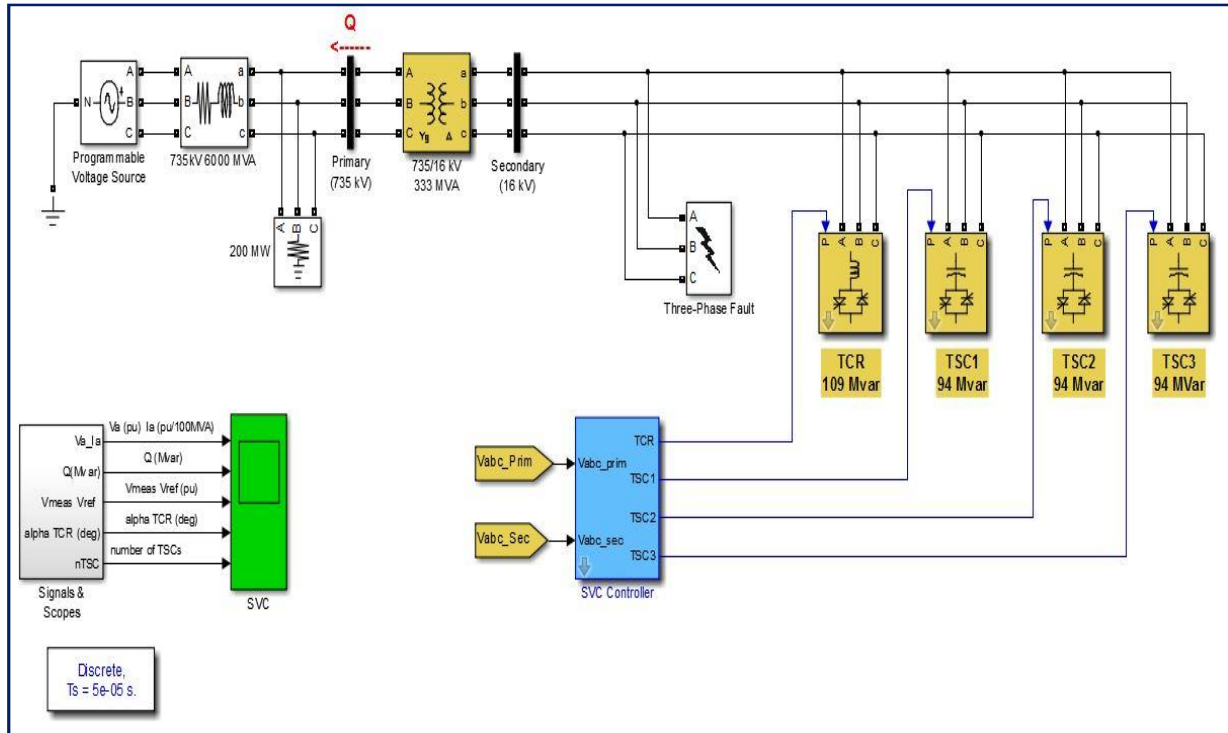 Q
<------
N
A
B
C
Programmable
Voltage Source
A
B
C
a
b
c
735kV 6000 MVA
A
B
C
200 MW
Primary
(735 kV)
A
B
C
a
b
c
Yg
Δ
735/16 kV
333 MVA
Secondary
(16 kV)
A
B
C
Three-Phase Fault
P A B C
TCR
109 Mvar
P A B C
TSC1
94 Mvar
P A B C
TSC2
94 Mvar
P A B C
TSC3
94 MVar
Va_Ia
Q(Mvar)
Vmeas Vref
alpha TCR (deg)
nTSC
Signals &
Scopes
Va (pu) Ia (pu/100MVA)
Q (Mvar)
Vmeas Vref (pu)
alpha TCR (deg)
number of TSCs
SVC
Vabc_Prim
Vabc_Sec
Vabc_prim
Vabc_sec
TCR
TSC1
TSC2
TSC3
SVC Controller
Discrete,
Ts = 5e-05 s.